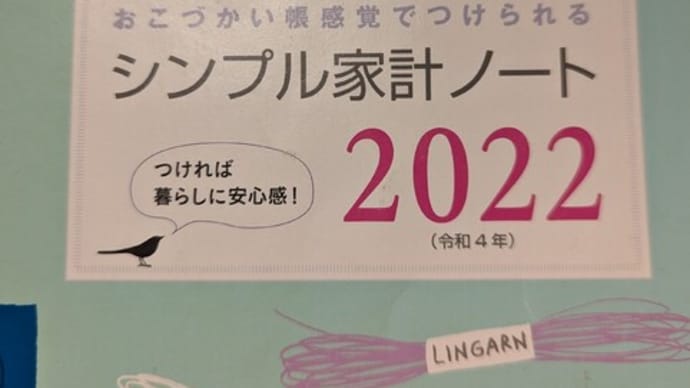 おこづかい帳感覚でつけられる
シンプル家計ノート
つければ
暮らしに安心感！
2022
（令和4年）
LINGARN